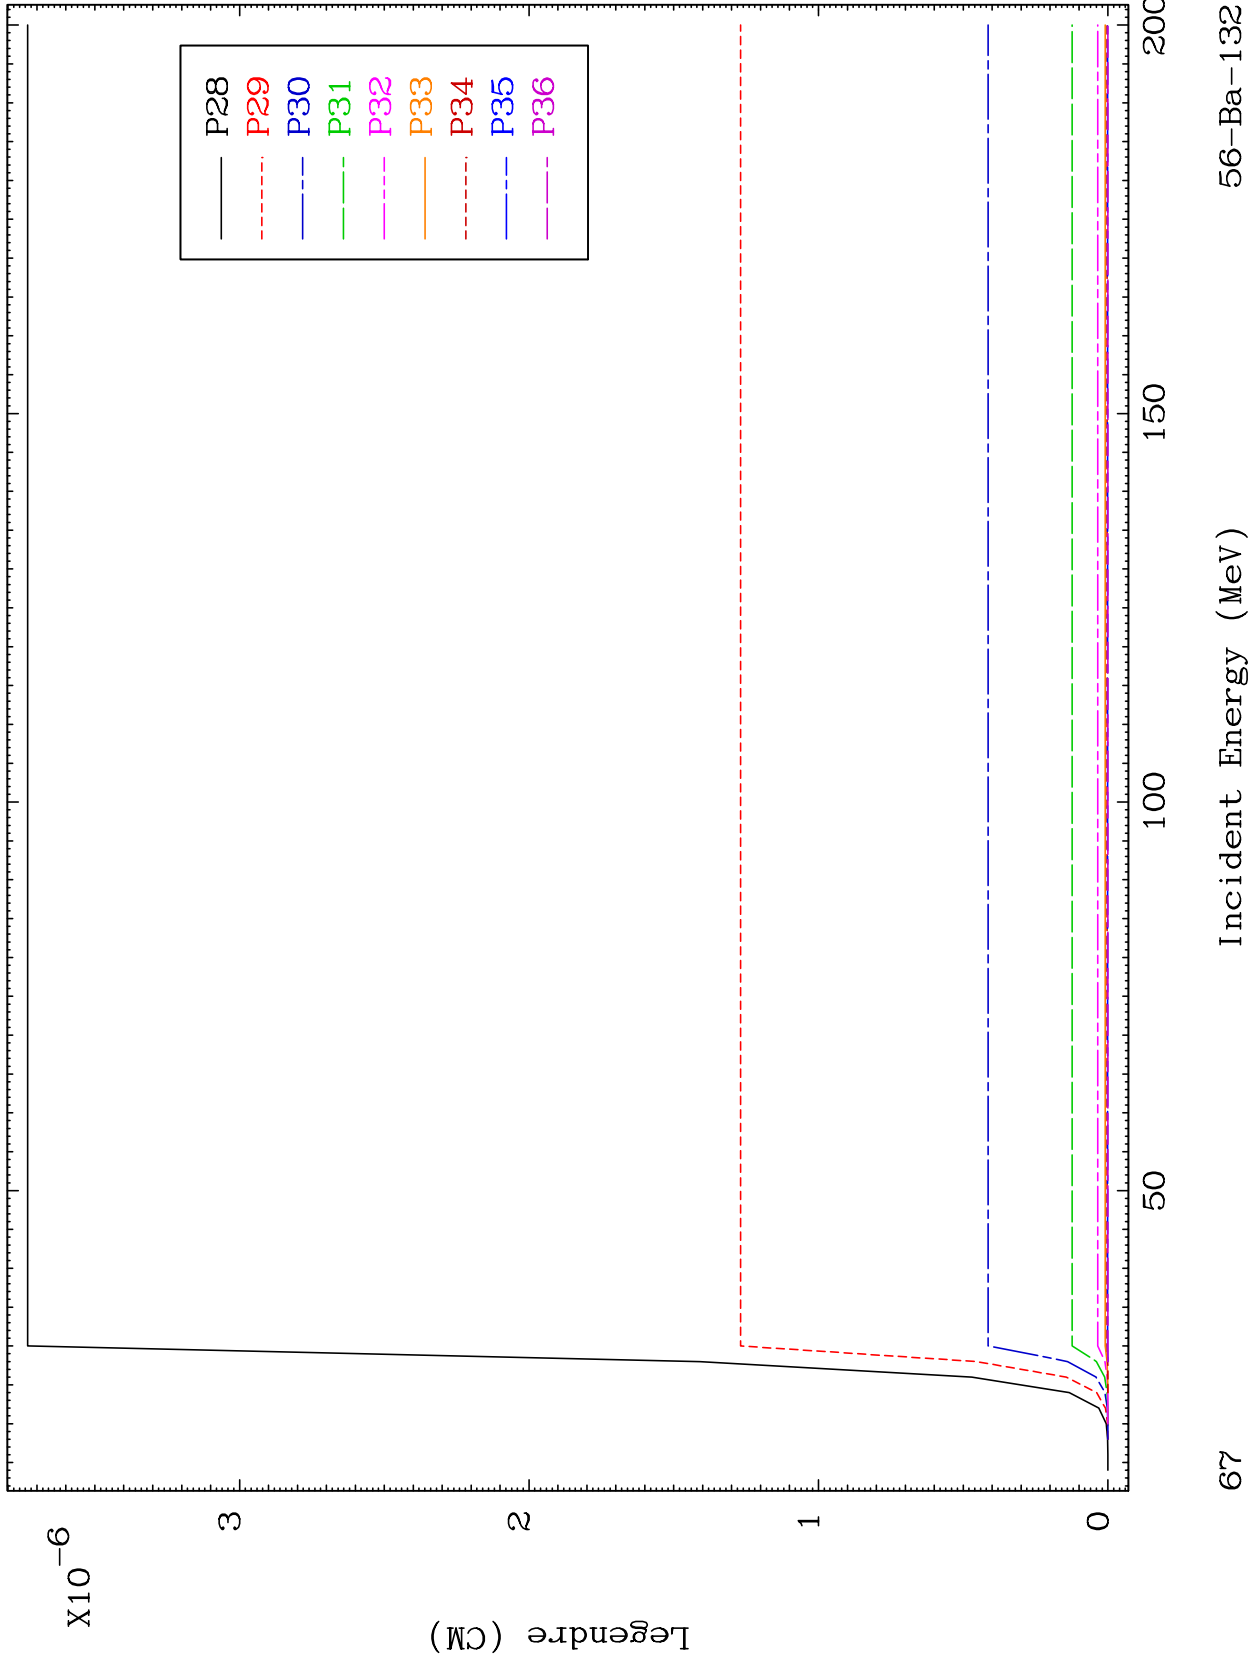 X10-6
Legendre (CM)
3
2
1
0
P28
P29
P30
P31
P32
P33
P34
P35
P36
50
100
150
200
Incident Energy (MeV)
67
56-Ba-132